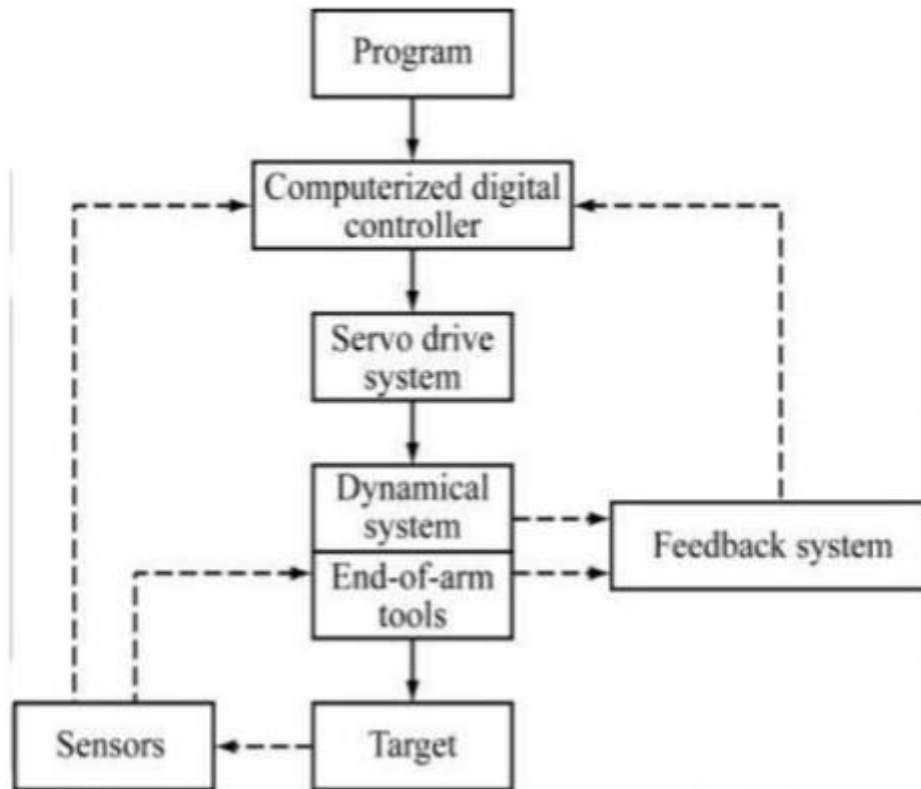 Program
Computerized digital
controller
Servo drive
system
Dynamical
system
Feedback system
End-of-arm
tools
Sensors
Target